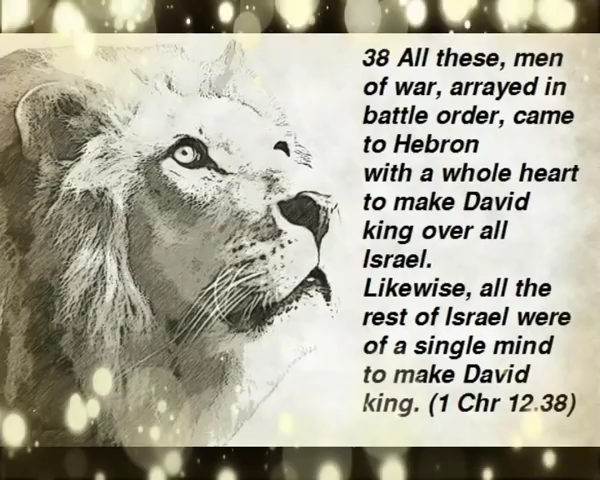 38 All these, men
of war, arrayed in
battle order, came
to Hebron
with a whole heart
to make David
king over all
Israel.
Likewise, all the
rest of Israel were
of a single mind
to make David
king. (1 Chr 12.38)